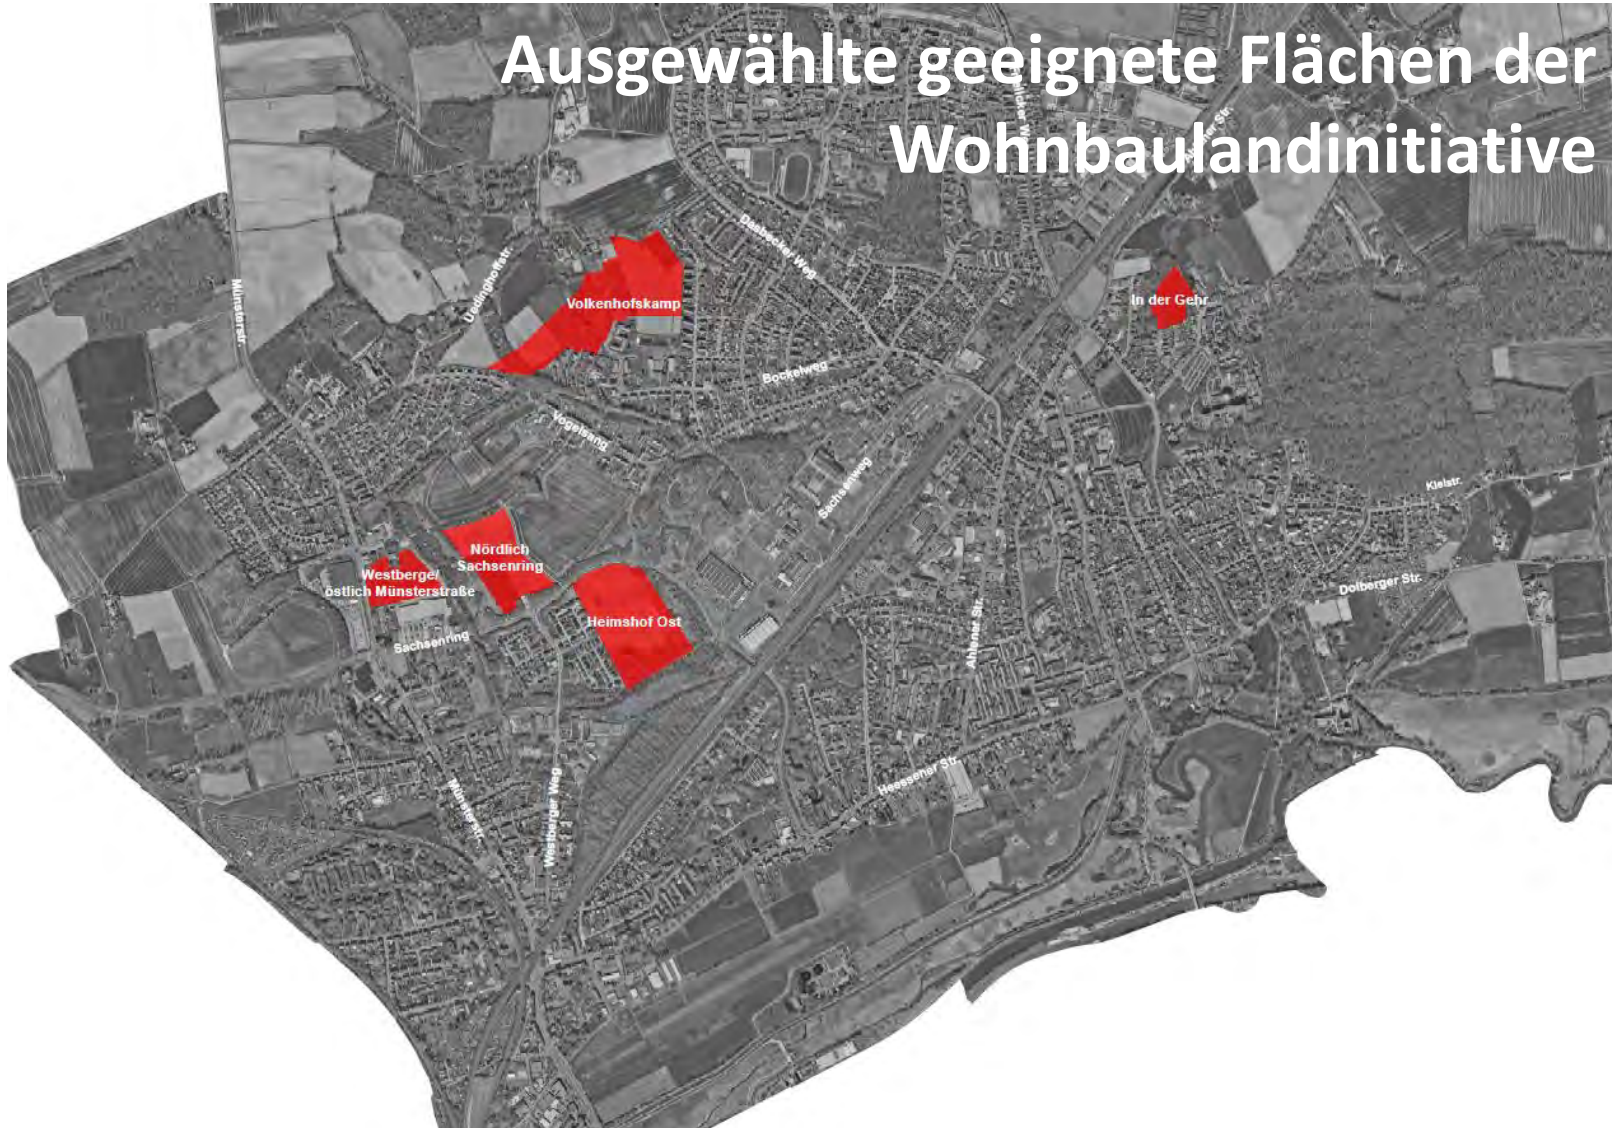 Ausgewählte geeignete Flächen der
Wohnbaulandinitiative
Dasbecker Weg
Uedinghoffstr.
Münsterstr.
Volkenhofskamp
In der Gehr
Bockelweg
Vogelsang
Sachsenweg
Kleistr.
Nördlich
Sachsenring
Westberge/
östlich Münsterstraße
Dolberger Str.
Heimshof Ost
Sachsenring
Ahlener Str.
Heessener Str.
Münsterstr.
Westberger Weg